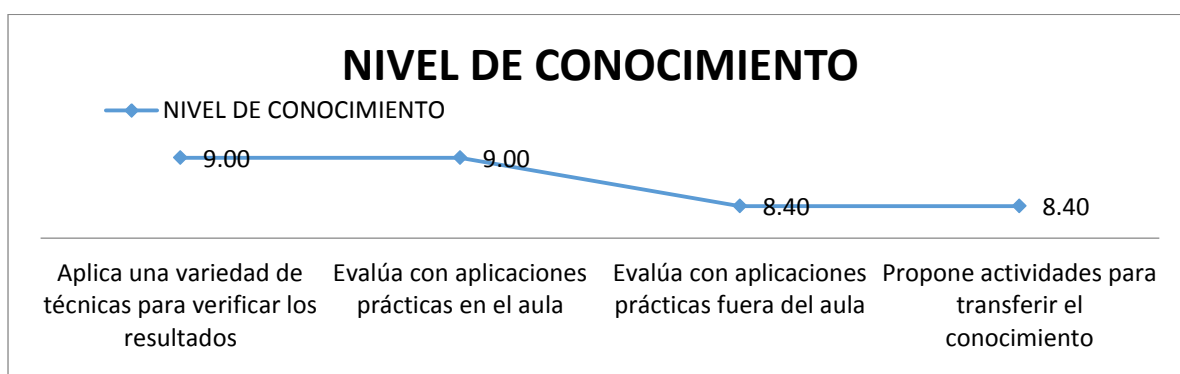 NIVEL DE CONOCIMIENTO
NIVEL DE CONOCIMIENTO
9.00
9.00
8.40
8.40
Aplica una variedad de
técnicas para verificar los
resultados
Evalúa con aplicaciones
prácticas en el aula
Evalúa con aplicaciones
prácticas fuera del aula
Propone actividades para
transferir el
conocimiento